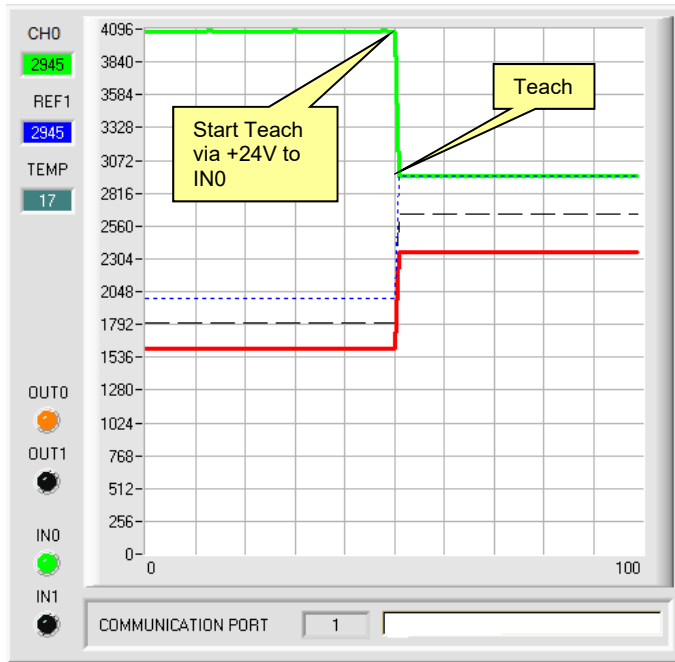 CH0
2945
REF1
2945
TEMP
17
OUT0
OUT1
IN0
IN1
4096
3840
3584
3328
3072
2816
2560
2304
2048
1792
1536
1280
1024
768
512
256
0
0 100
Start Teach
via +24V to
IN0
Teach
COMMUNICATION PORT 1